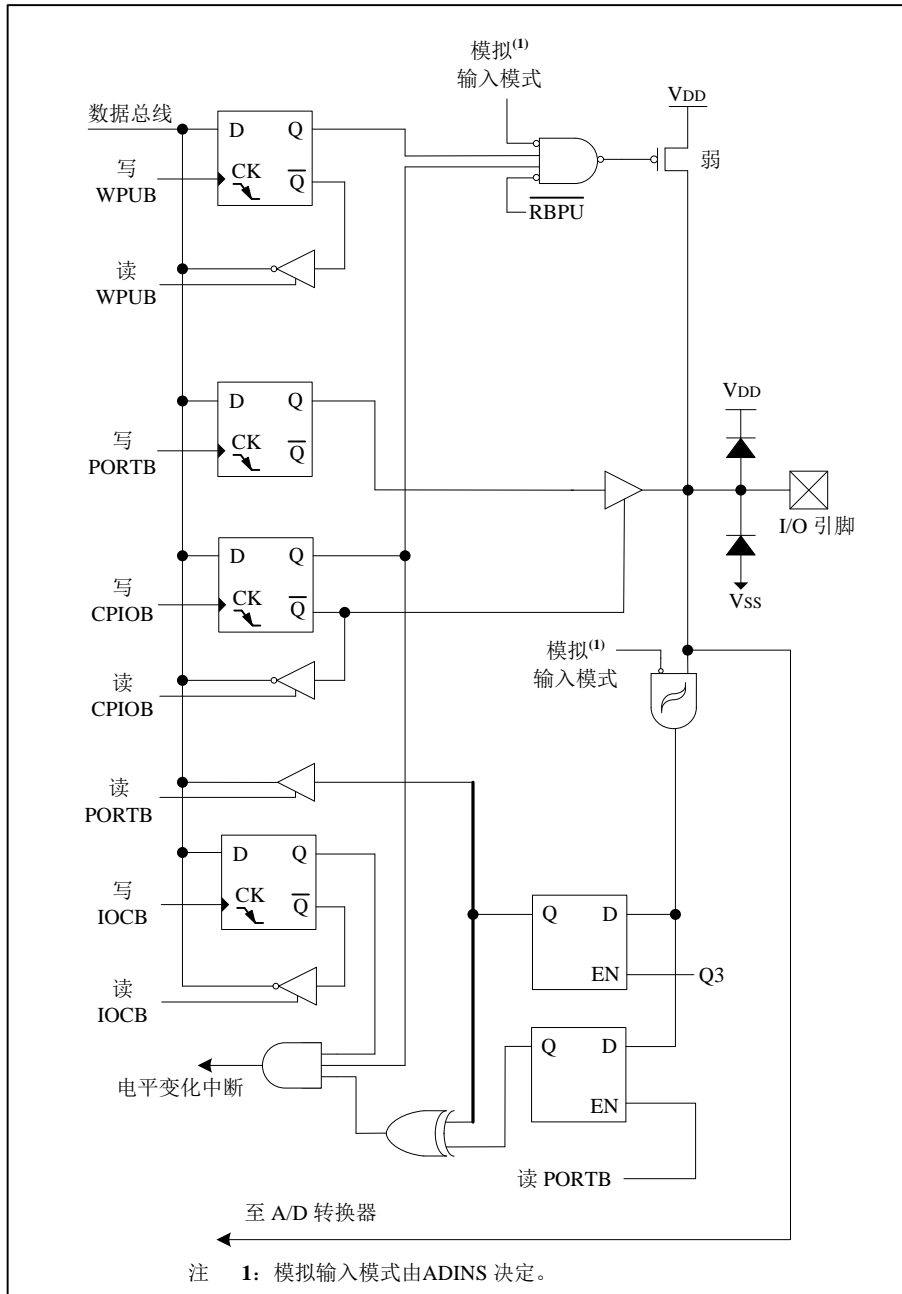 模拟(1)
输入模式
VDD
数据总线
D Q
弱
写
WPUB
CK Q
RBPU
读
WPUB
D Q
VDD
写
PORTB
CK Q
I/O 引脚
D Q
写
CPIOB
CK Q
VSS
模拟(1)
输入模式
读
CPIOB
读
PORTB
D Q
写
IOCB
CK Q
Q D
EN Q3
读
IOCB
Q D
电平变化中断
EN
读 PORTB
至 A/D 转换器
注 1：模拟输入模式由ADINS 决定。